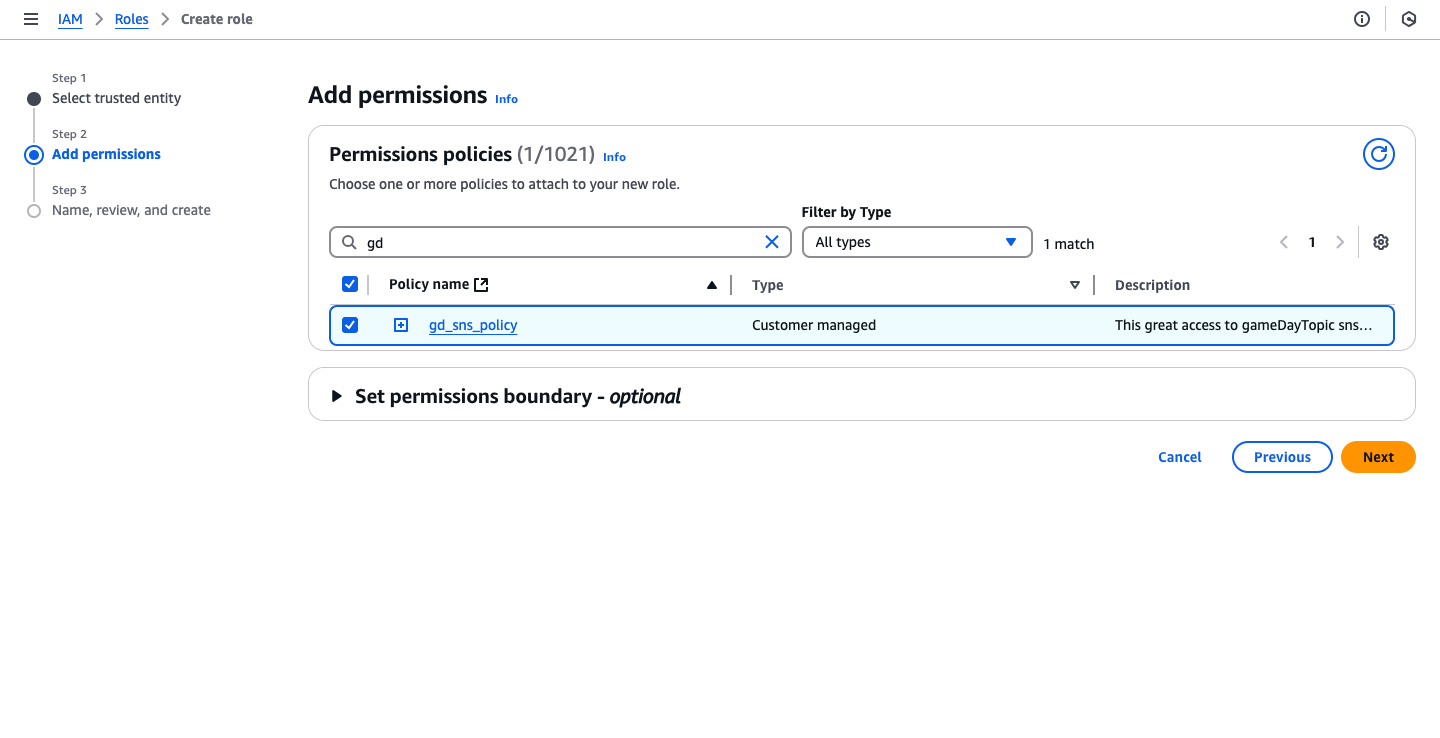 IAM Roles Create role
Step 1
Select trusted entity
Step 2
Add permissions
Step 3
Name, review, and create
Add permissions Info
Permissions policies (1/1021) Info
Choose one or more policies to attach to your new role.
Filter by Type
gd All types 1 match 1
Policy name Type Description
gd_sns_policy Customer managed This great access to gameDayTopic sns…
Set permissions boundary - optional
Cancel Previous Next